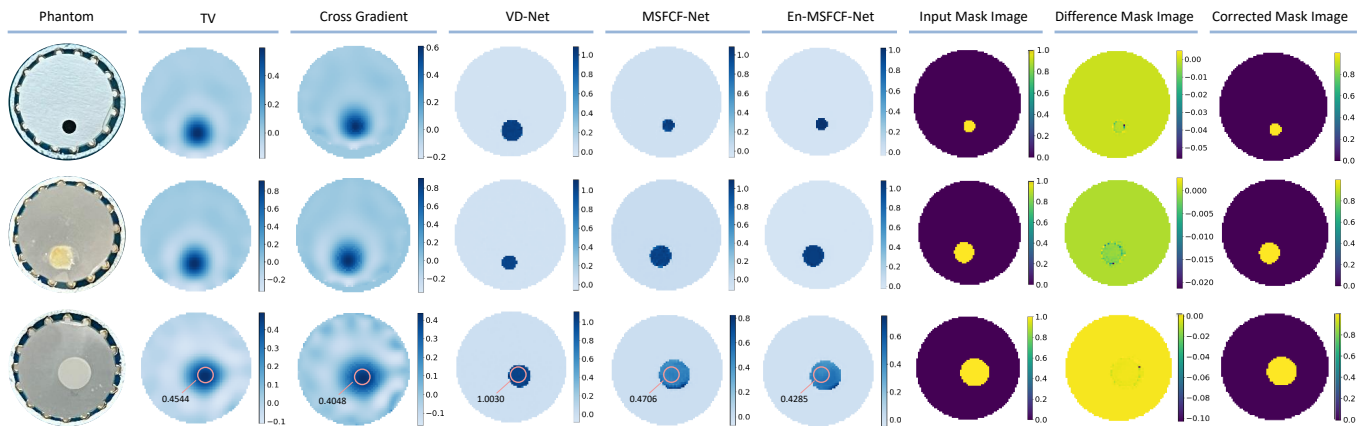 Phantom TV Cross Gradient VD-Net MSFCF-Net En-MSFCF-Net Input Mask Image Difference Mask Image Corrected Mask Image
0.4 0.2 0.0
0.6 0.4 0.2 0.0 −0.2
1.0 0.8 0.6 0.4 0.2 0.0
1.0 0.8 0.6 0.4 0.2 0.0
1.0 0.8 0.6 0.4 0.2 0.0
1.0 0.8 0.6 0.4 0.2 0.0
0.00 −0.01 −0.02 −0.03 −0.04 −0.05
0.8 0.6 0.4 0.2 0.0
0.8 0.6 0.4 0.2 0.0 −0.2
0.8 0.6 0.4 0.2 0.0 −0.2
1.0 0.8 0.6 0.4 0.2 0.0
1.0 0.8 0.6 0.4 0.2 0.0
1.0 0.8 0.6 0.4 0.2 0.0
1.0 0.8 0.6 0.4 0.2 0.0
0.000 −0.005 −0.010 −0.015 −0.020
0.8 0.6 0.4 0.2 0.0
0.4 0.3 0.2 0.1 0.0 −0.1
0.4 0.3 0.2 0.1 0.0 −0.1
1.0 0.8 0.6 0.4 0.2 0.0
0.8 0.6 0.4 0.2 0.0
0.6 0.4 0.2 0.0
1.0 0.8 0.6 0.4 0.2 0.0
0.00 −0.02 −0.04 −0.06 −0.08 −0.10
1.0 0.8 0.6 0.4 0.2 0.0
0.4544 0.4048 1.0030 0.4706 0.4285